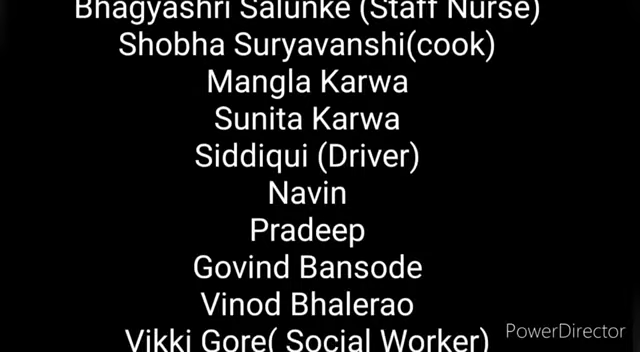 Bhagyashri Salunke (Staff Nurse)
Shobha Suryavanshi(cook)
Mangla Karwa
Sunita Karwa
Siddiqui (Driver)
Navin
Pradeep
Govind Bansode
Vinod Bhalerao
Vikki Gore( Social Worker)
PowerDirector